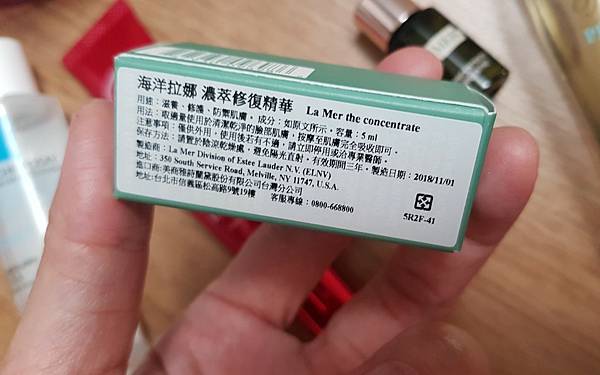 海洋拉娜 濃萃修復精華 La Mer the concentrate
用途:滋養、修護、防禦肌膚。成分:如原文所示。容量:5 ml
用法:取適量使用於清潔乾淨的臉部肌膚,按摩至肌膚完全吸收即可。
注意事項:僅供外用,使用後若有不適,請立即停用或洽專業醫師。
保存方法:請置於陰涼乾燥處,避免陽光直射。有效期間三年。製造日期:2018/11/01
製造商:La Mer Division of Estee Lauder N.V. (ELNV)
地址:350 South Service Road, Melville, NY 11747, U.S.A.
進口商:美商雅詩蘭黛股份有限公司台灣分公司
地址:台北市信義區松高路9號19樓 客服專線:0800-668800
5R2F-41